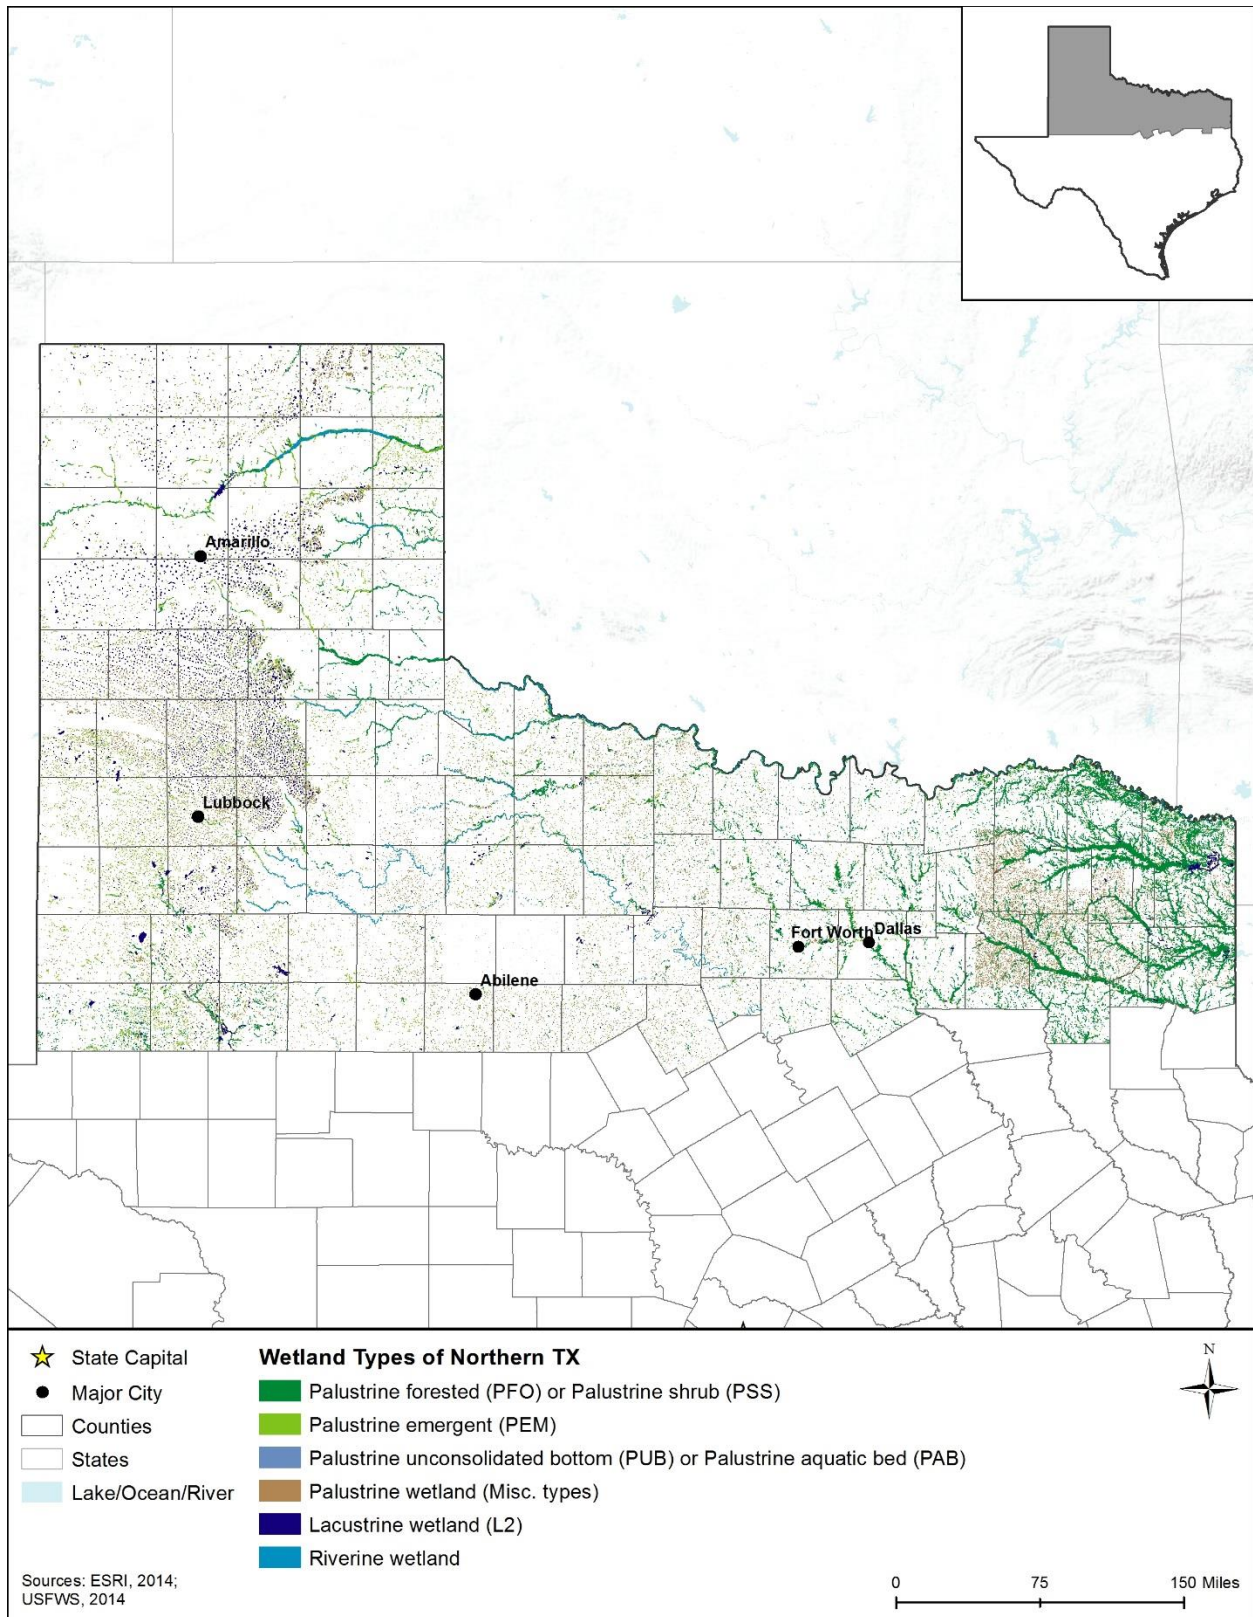 Amarillo
Lubbock
Fort Worth
Dallas
Abilene
State Capital
Major City
Counties
States
Lake/Ocean/River
Wetland Types of Northern TX
Palustrine forested (PFO) or Palustrine shrub (PSS)
Palustrine emergent (PEM)
Palustrine unconsolidated bottom (PUB) or Palustrine aquatic bed (PAB)
Palustrine wetland (Misc. types)
Lacustrine wetland (L2)
Riverine wetland
N
Sources: ESRI, 2014;
USFWS, 2014
0 75 150 Miles